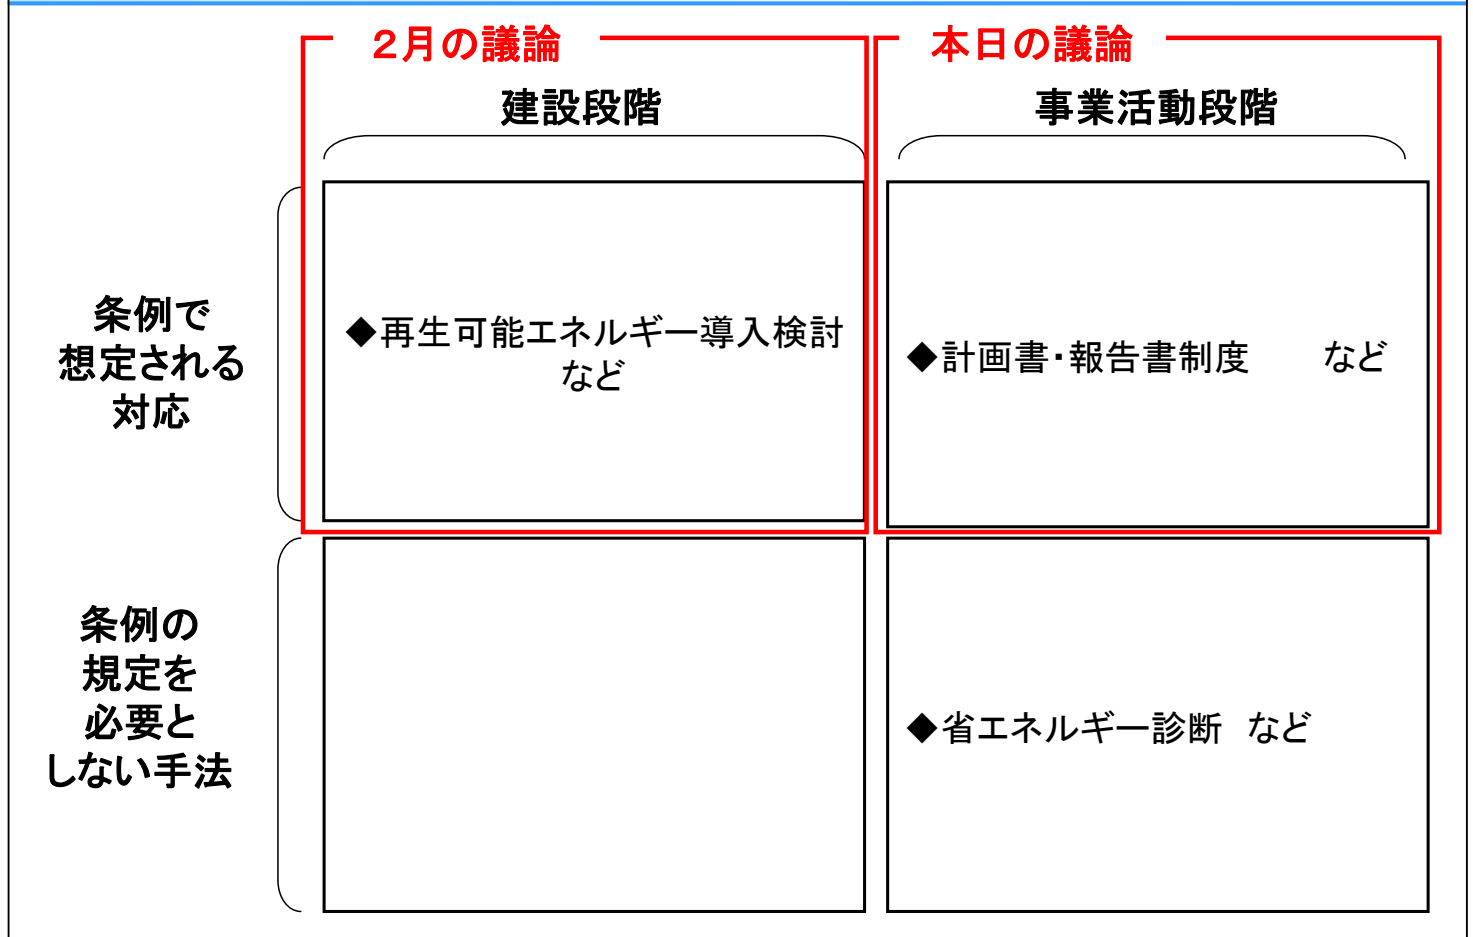 ２月の議論
本日の議論
建設段階
事業活動段階
条例で
想定される
対応
◆再生可能エネルギー導入検討
など
◆計画書・報告書制度　　など
条例の
規定を
必要と
しない手法
◆省エネルギー診断　など